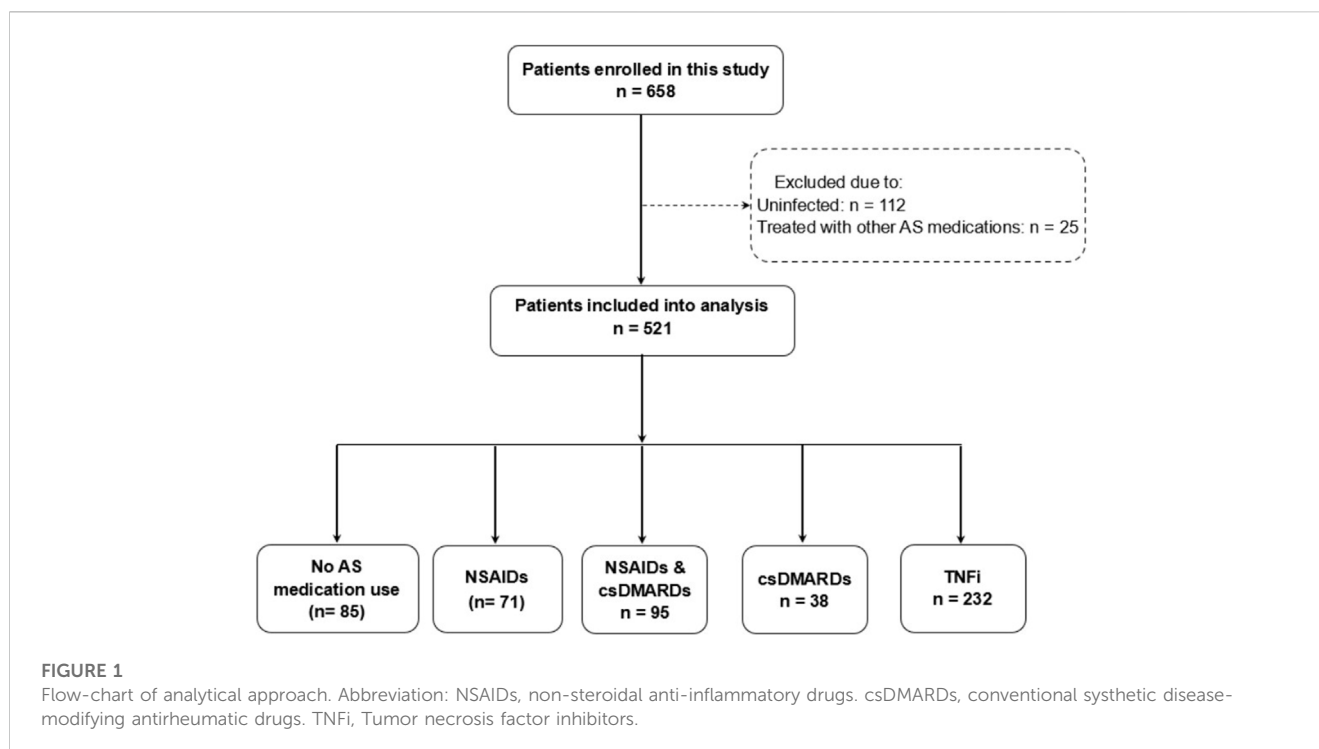 Patients enrolled in this study
n = 658
Excluded due to:
Uninfected: n = 112
Treated with other AS medications: n = 25
Patients included into analysis
n = 521
No AS
medication use
(n= 85)
NSAIDs
(n= 71)
NSAIDs &
csDMARDs
n = 95
csDMARDs
n = 38
TNFi
n = 232
FIGURE 1
Flow-chart of analytical approach. Abbreviation: NSAIDs, non-steroidal anti-inflammatory drugs. csDMARDs, conventional systhetic disease-
modifying antirheumatic drugs. TNFi, Tumor necrosis factor inhibitors.